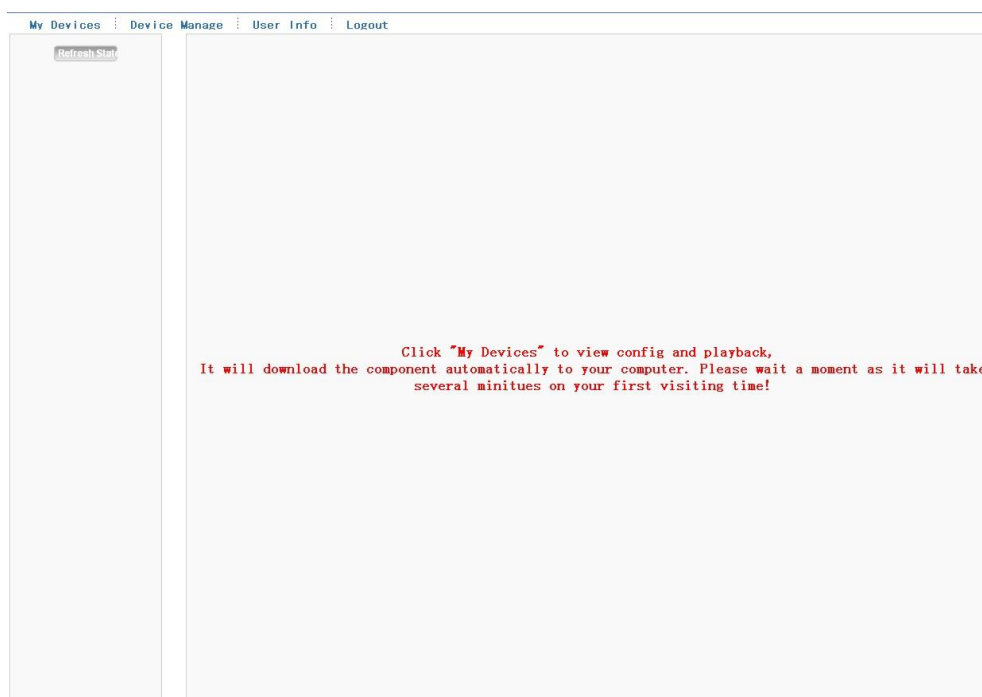 My Devices Device Manage User Info Logout
Refresh State
Click "My Devices" to view config and playback,
It will download the component automatically to your computer. Please wait a moment as it will take
several minitues on your first visiting time!